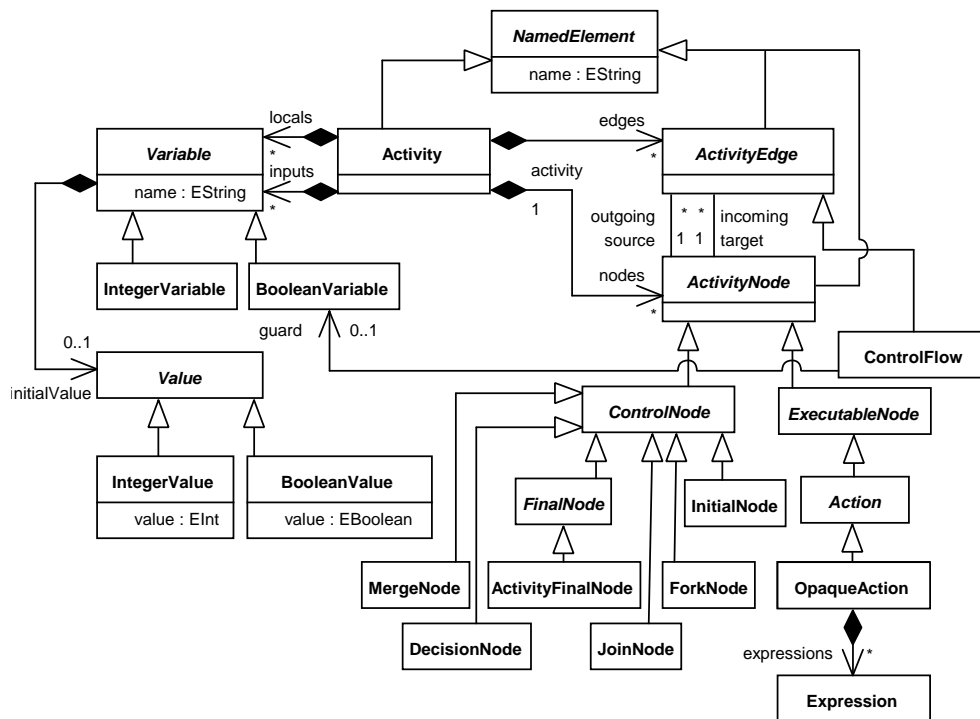 NamedElement
name : EString
locals
edges
Variable
*
Activity
*
ActivityEdge
name : EString
inputs
*
activity
1
outgoing
* *
incoming
source
1 1
target
IntegerVariable
BooleanVariable
nodes
*
ActivityNode
guard
0..1
0..1
initialValue
Value
ControlFlow
ControlNode
ExecutableNode
IntegerValue
value : EInt
BooleanValue
value : EBoolean
FinalNode
InitialNode
Action
MergeNode
ActivityFinalNode
ForkNode
OpaqueAction
DecisionNode
JoinNode
expressions
*
Expression